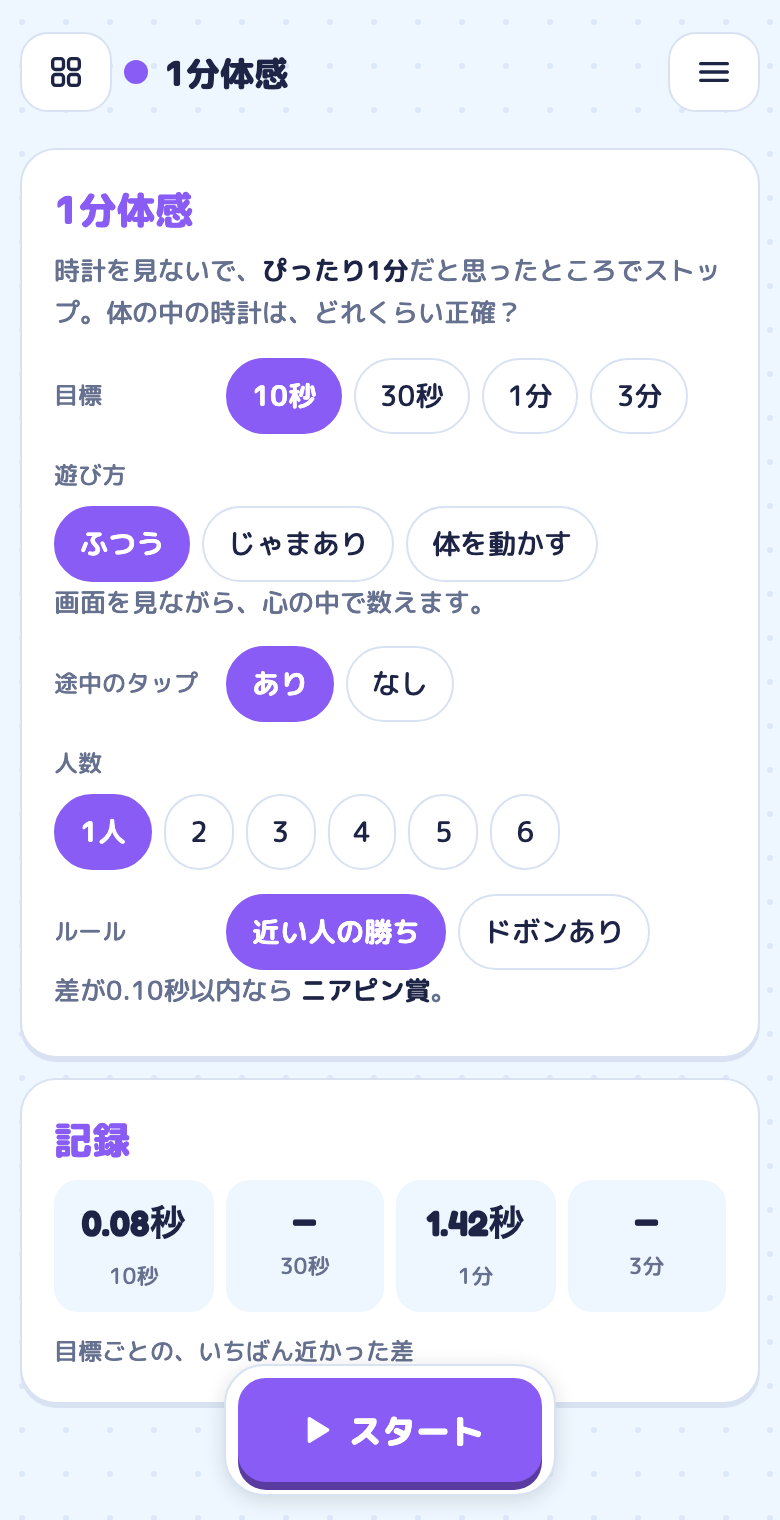 1分体感
1分体感
時計を見ないで、ぴったり1分だと思ったところでストッ
プ。体の中の時計は、どれくらい正確？
目標 10秒 30秒 1分 3分
遊び方
ふつう じゃまあり 体を動かす
画面を見ながら、心の中で数えます。
途中のタップ あり なし
人数
1人 2 3 4 5 6
ルール 近い人の勝ち ドボンあり
差が0.10秒以内なら ニアピン賞。
記録
0.08秒 – 1.42秒 –
10秒 30秒 1分 3分
目標ごとの、いちばん近かった差
スタート